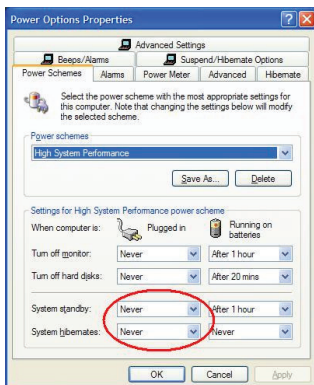 Power Options Properties
Advanced Settings
Beeps/Alarms
Suspend/Hibernate Options
Power Schemes
Alarms
Power Meter
Advanced
Hibernate
Select the power scheme with the most appropriate settings for
this computer. Note that changing the settings below will modify
the selected scheme.
Power schemes
High System Performance
Save As...
Delete
Settings for High System Performance power scheme
When computer is:
Plugged in
Running on
batteries
Turn off monitor:
Never
After 1 hour
Turn off hard disks:
Never
After 20 mins
System standby:
Never
After 1 hour
System hibernates:
Never
Never
OK
Cancel
Apply